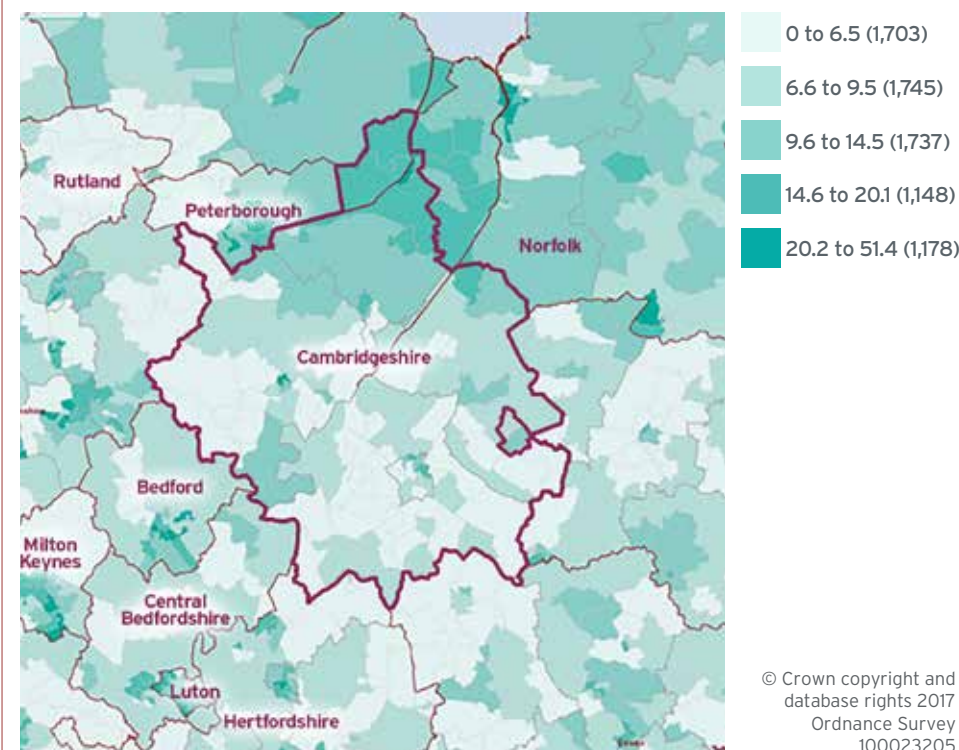 0 to 6.5 (1,703)
6.6 to 9.5 (1,745)
9.6 to 14.5 (1,737)
14.6 to 20.1 (1,148)
20.2 to 51.4 (1,178)
Rutland
Peterborough
Norfolk
Cambridgeshire
Bedford
Milton
Keynes
Central
Bedfordshire
Luton
Hertfordshire
© Crown copyright and
database rights 2017
Ordnance Survey
100023205